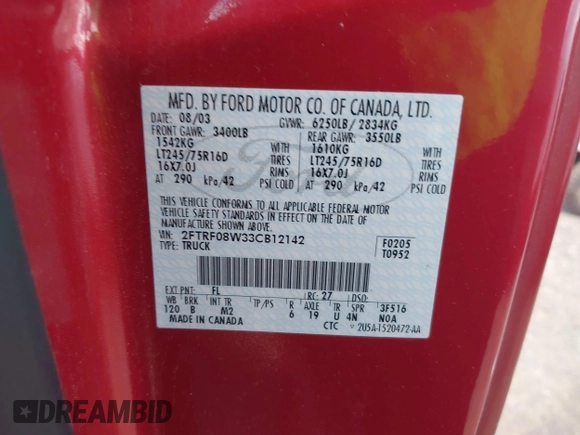 MFD. BY FORD MOTOR CO. OF CANADA, LTD.
DATE: 08/03 GVWR: 6250LB/ 2834KG
FRONT GAWR: 3400LB REAR GAWR: 3550LB
1542KG WITH 1610KG WITH
LT245/75R16D TIRES LT245/75R16D TIRES
16X7.0J RIMS 16X7.0J RIMS
AT 290 kPa/42 PSI COLD AT 290 kPa/42 PSI COLD
THIS VEHICLE CONFORMS TO ALL APPLICABLE FEDERAL MOTOR
VEHICLE SAFETY STANDARDS IN EFFECT ON THE DATE OF
MANUFACTURE SHOWN ABOVE.
VIN: 2FTRF08W33CB12142 F0205
TYPE: TRUCK T0952
EXT PNT: FL RC: 27 DSO:
WB BRK INT TR TP/PS R AXLE TR SPR 3F516
120 B M2 6 19 U 4N N0A
MADE IN CANADA CTC 2U5A-1520472-AA
Ford
DREAMBID